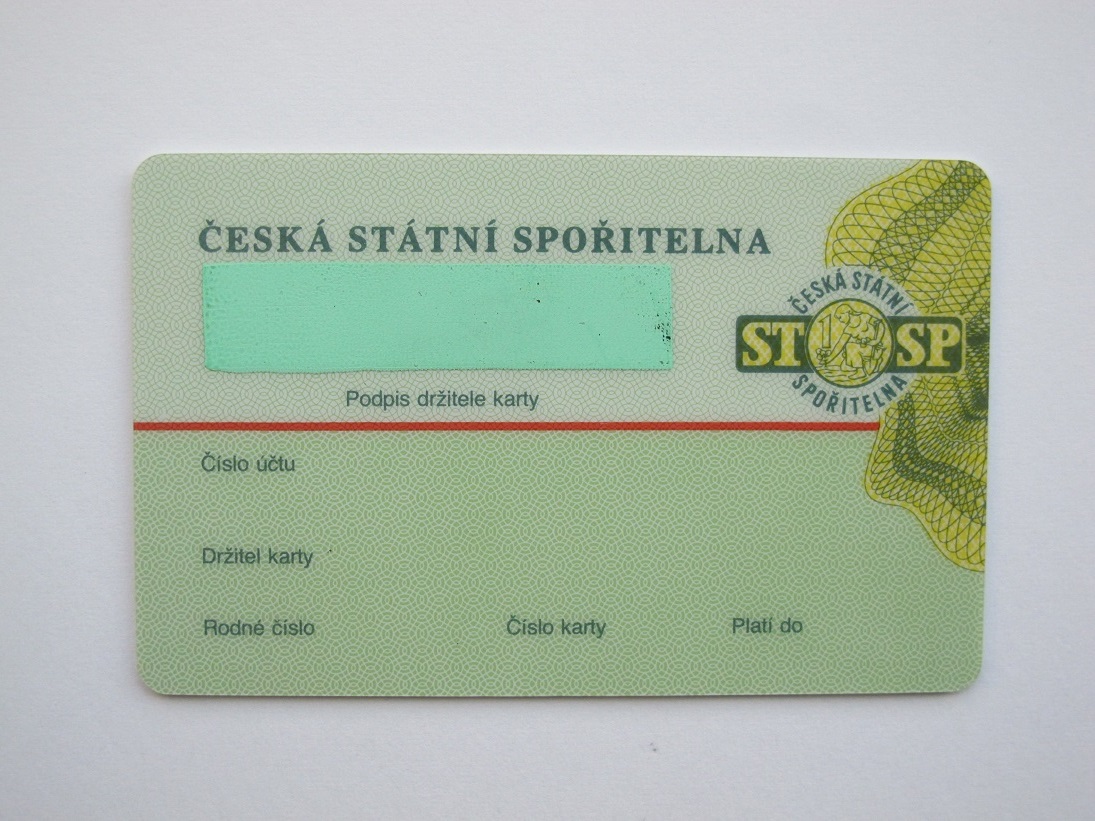 ČESKÁ STÁTNÍ SPOŘITELNA
Podpis držitele karty
ČESKÁ STÁTNÍ
ST SP
SPOŘITELNA
Číslo účtu
Držitel karty
Rodné číslo Číslo karty Platí do